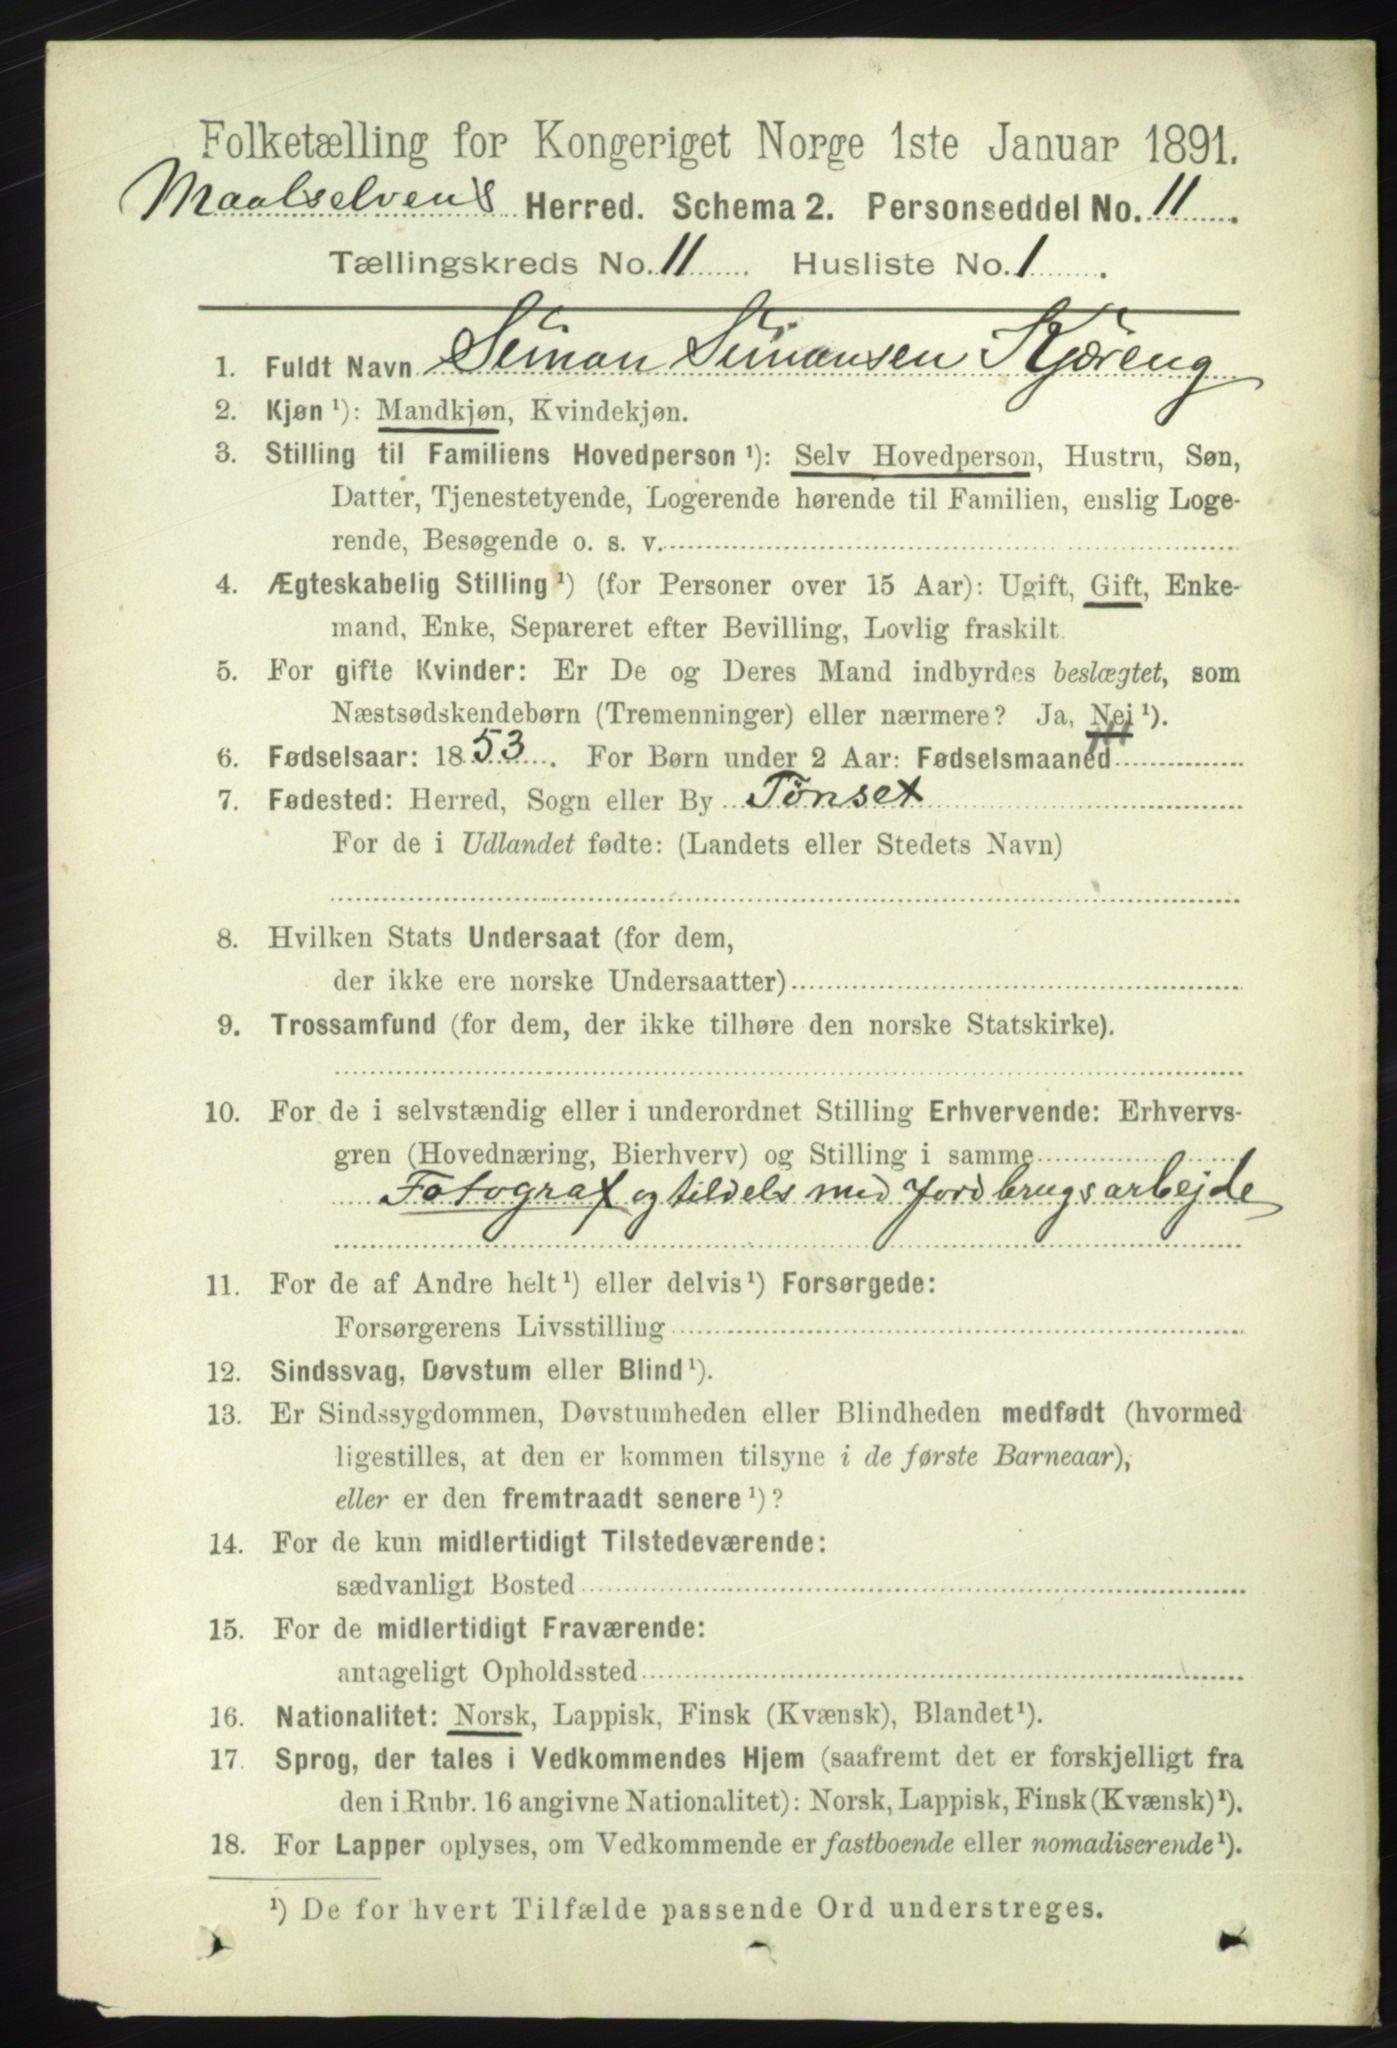 Folketælling for Kongeriget Norge 1ste Januar 1891.
Maalselvens Herred. Schema 2. Personseddel No. 11
Tællingskreds No. 11 Husliste No. 1
1. Fuldt Navn Simon Simonsen Kjøreng
2. Kjøn ¹): Mandkjøn, Kvindekjøn.
3. Stilling til Familiens Hovedperson ¹): Selv Hovedperson, Hustru, Søn,
Datter, Tjenestetyende, Logerende hørende til Familien, enslig Loge-
rende, Besøgende o. s. v.
4. Ægteskabelig Stilling ¹) (for Personer over 15 Aar): Ugift, Gift, Enke-
mand, Enke, Separeret efter Bevilling, Lovlig fraskilt.
5. For gifte Kvinder: Er De og Deres Mand indbyrdes beslægtet, som
Næstsødskendebørn (Tremenninger) eller nærmere? Ja, Nei ¹).
6. Fødselsaar: 1853. For Børn under 2 Aar: Fødselsmaaned
7. Fødested: Herred, Sogn eller By Tønset
For de i Udlandet fødte: (Landets eller Stedets Navn)
8. Hvilken Stats Undersaat (for dem,
der ikke ere norske Undersaatter)
9. Trossamfund (for dem, der ikke tilhøre den norske Statskirke).
10. For de i selvstændig eller i underordnet Stilling Erhvervende: Erhvervs-
gren (Hovednæring, Bierhverv) og Stilling i samme
Fotograf og tildels med Jordbrugsarbejde
11. For de af Andre helt ¹) eller delvis ¹) Forsørgede:
Forsørgerens Livsstilling
12. Sindssvag, Døvstum eller Blind ¹).
13. Er Sindssygdommen, Døvstumheden eller Blindheden medfødt (hvormed
ligestilles, at den er kommen tilsyne i de første Barneaar),
eller er den fremtraadt senere ¹)?
14. For de kun midlertidigt Tilstedeværende:
sædvanligt Bosted
15. For de midlertidigt Fraværende:
antageligt Opholdssted
16. Nationalitet: Norsk, Lappisk, Finsk (Kvænsk), Blandet ¹).
17. Sprog, der tales i Vedkommendes Hjem (saafremt det er forskjelligt fra
den i Rubr. 16 angivne Nationalitet): Norsk, Lappisk, Finsk (Kvænsk) ¹).
18. For Lapper oplyses, om Vedkommende er fastboende eller nomadiserende ¹).
¹) De for hvert Tilfælde passende Ord understreges.